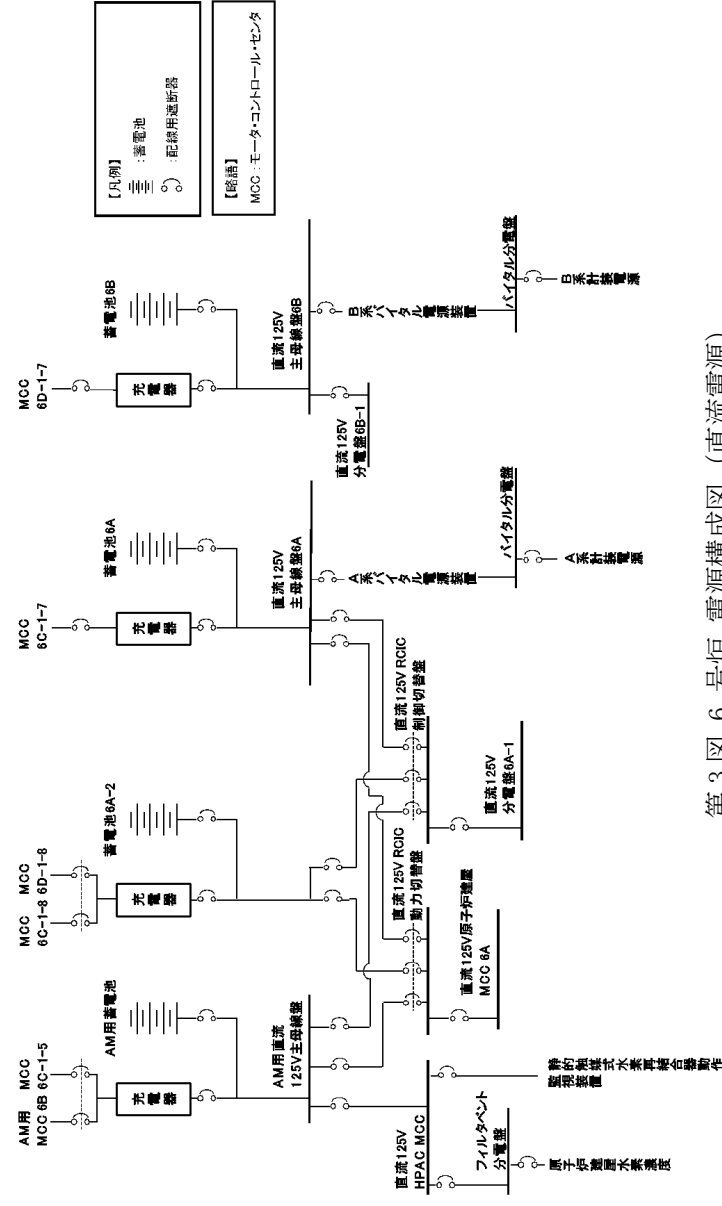 AM用 MCC
MCC 6B 6C-1-5
充電器
AM用蓄電池
AM用直流
125V主母線盤
直流125V
HPAC MCC
フィルタベント
分電盤
原子炉建屋水素濃度
静的触媒式水素再結合器動作
監視装置
MCC MCC
6C-1-8 6D-1-8
充電器
蓄電池6A-2
直流125V RCIC
動力切替盤
直流125V原子炉建屋
MCC 6A
直流125V RCIC
制御切替盤
直流125V
分電盤6A-1
MCC
6C-1-7
充電器
蓄電池6A
直流125V
主母線盤6A
A系バイタル電源装置
バイタル分電盤
A系計装電源
MCC
6D-1-7
充電器
蓄電池6B
直流125V
主母線盤6B
直流125V
分電盤6B-1
B系バイタル電源装置
バイタル分電盤
B系計装電源
【凡例】
:蓄電池
:配線用遮断器
【略語】
MCC:モータ・コントロール・センタ
第3図 6号炉 電源構成図(直流電源)